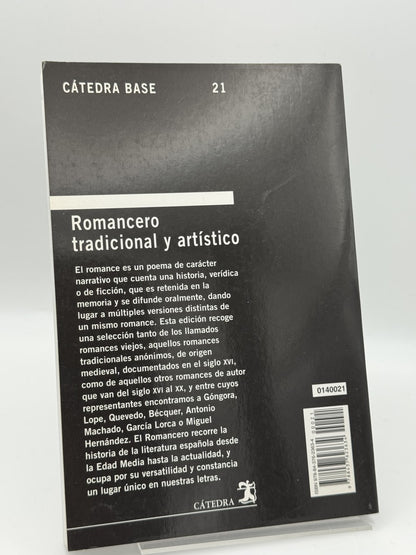 CÁTEDRA BASE 21
Romancero
tradicional y artístico
El romance es un poema de carácter
narrativo que cuenta una historia, verídica
o de ficción, que es retenida en la
memoria y se difunde oralmente, dando
lugar a múltiples versiones distintas de
un mismo romance. Esta edición recoge
una selección tanto de los llamados
romances viejos, aquellos romances
tradicionales anónimos, de origen
medieval, documentados en el siglo XVI,
como de aquellos otros romances de autor
que van del siglo XVI al XX, y entre cuyos
representantes encontramos a Góngora,
Lope, Quevedo, Bécquer, Antonio
Machado, García Lorca o Miguel
Hernández. El Romancero recorre la
historia de la literatura española desde
la Edad Media hasta la actualidad, y
ocupa por su versatilidad y constancia
un lugar único en nuestras letras.
0140021
00021
CÁTEDRA